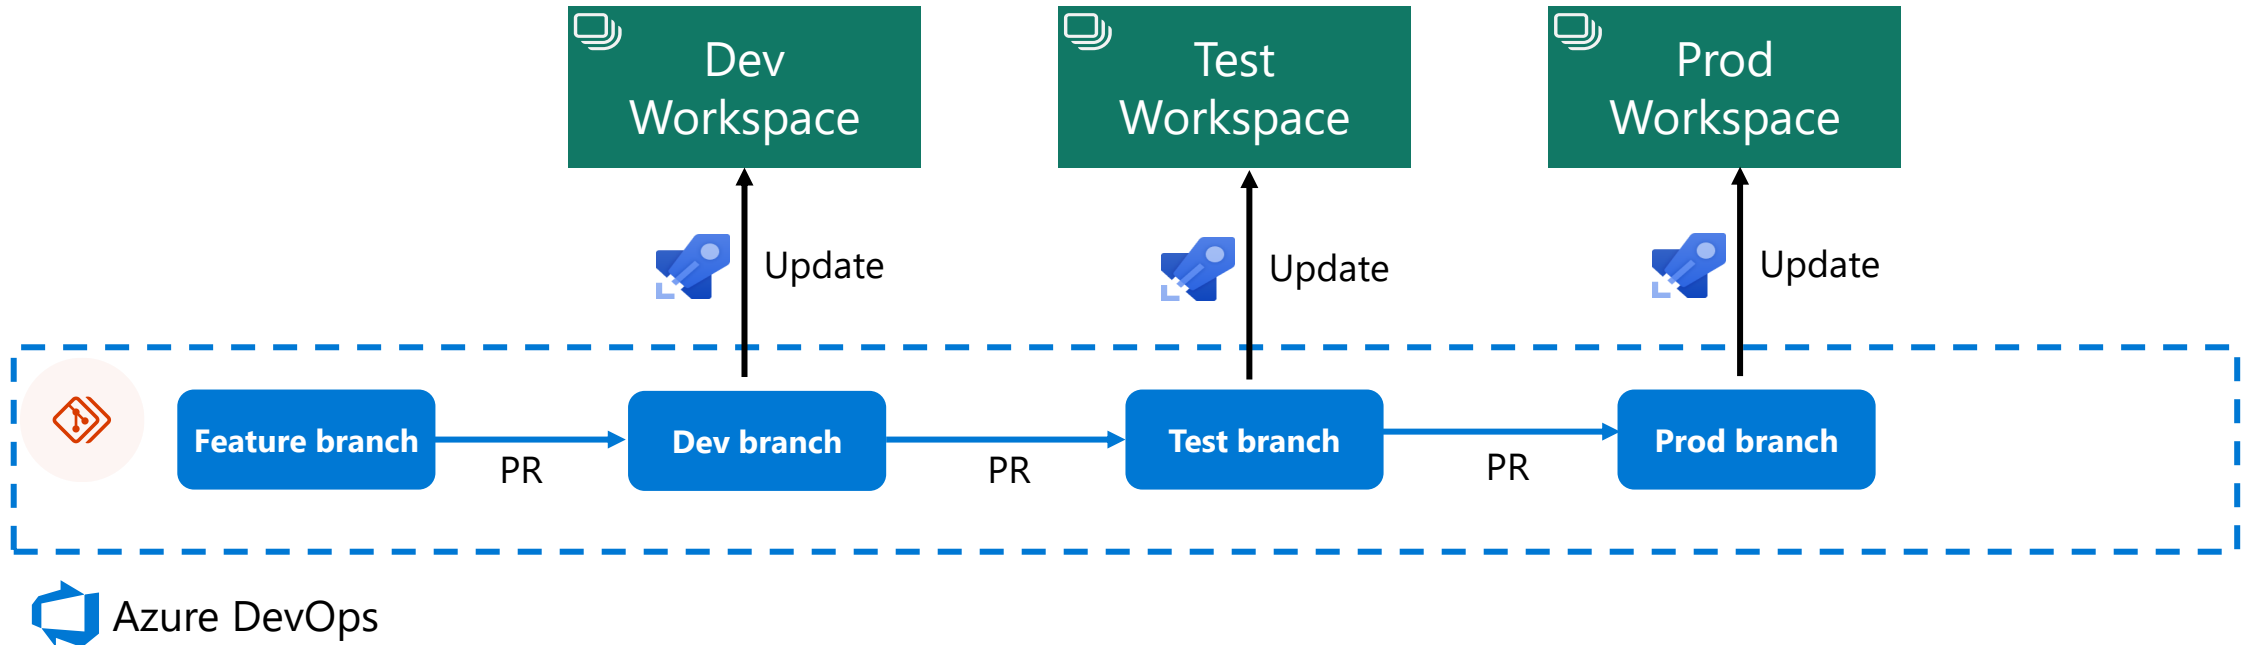 Dev
Workspace
Test
Workspace
Prod
Workspace
Update
Update
Update
Feature branch
PR
Dev branch
PR
Test branch
PR
Prod branch
Azure DevOps